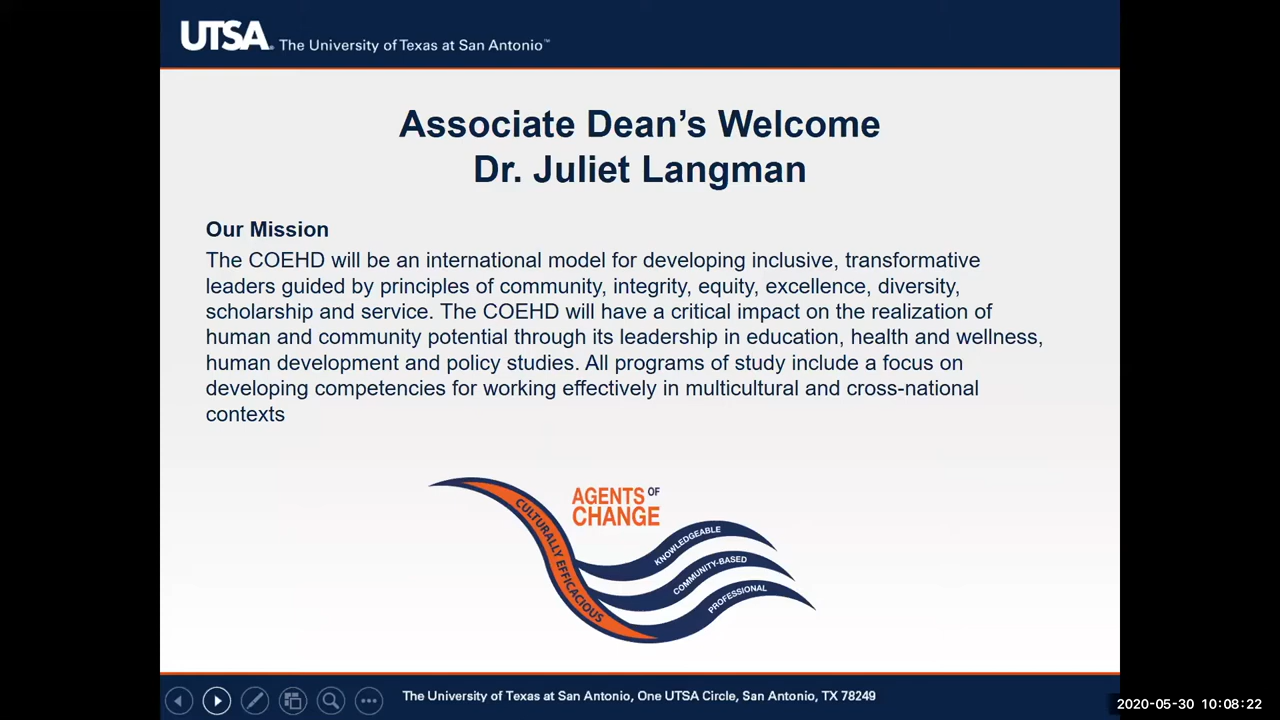 UTSA. The University of Texas at San Antonio™
Associate Dean's Welcome
Dr. Juliet Langman
Our Mission
The COEHD will be an international model for developing inclusive, transformative
leaders guided by principles of community, integrity, equity, excellence, diversity,
scholarship and service. The COEHD will have a critical impact on the realization of
human and community potential through its leadership in education, health and wellness,
human development and policy studies. All programs of study include a focus on
developing competencies for working effectively in multicultural and cross-national
contexts
AGENTS OF
CHANGE
CULTURALLY EFFICACIOUS
KNOWLEDGEABLE
COMMUNITY-BASED
PROFESSIONAL
The University of Texas at San Antonio, One UTSA Circle, San Antonio, TX 78249
2020-05-30 10:08:22